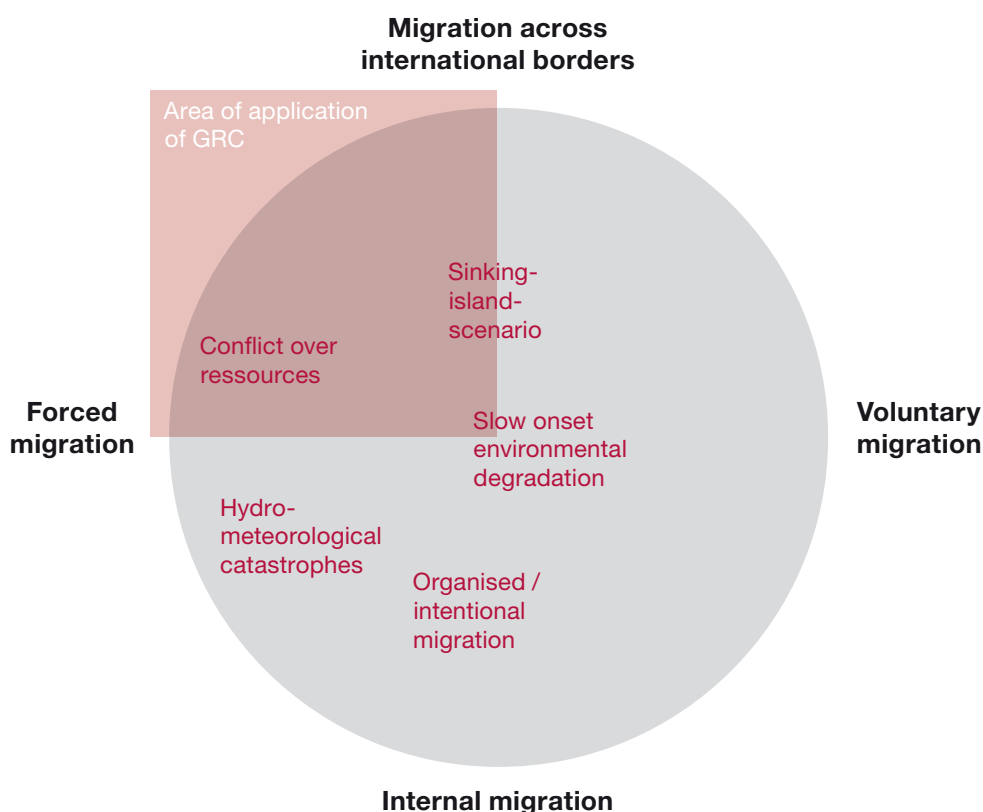 Migration across
international borders
Area of application
of GRC
Sinking-
island-
scenario
Conflict over
ressources
Forced
migration
Voluntary
migration
Slow onset
environmental
degradation
Hydro-
meteorological
catastrophes
Organised /
intentional
migration
Internal migration